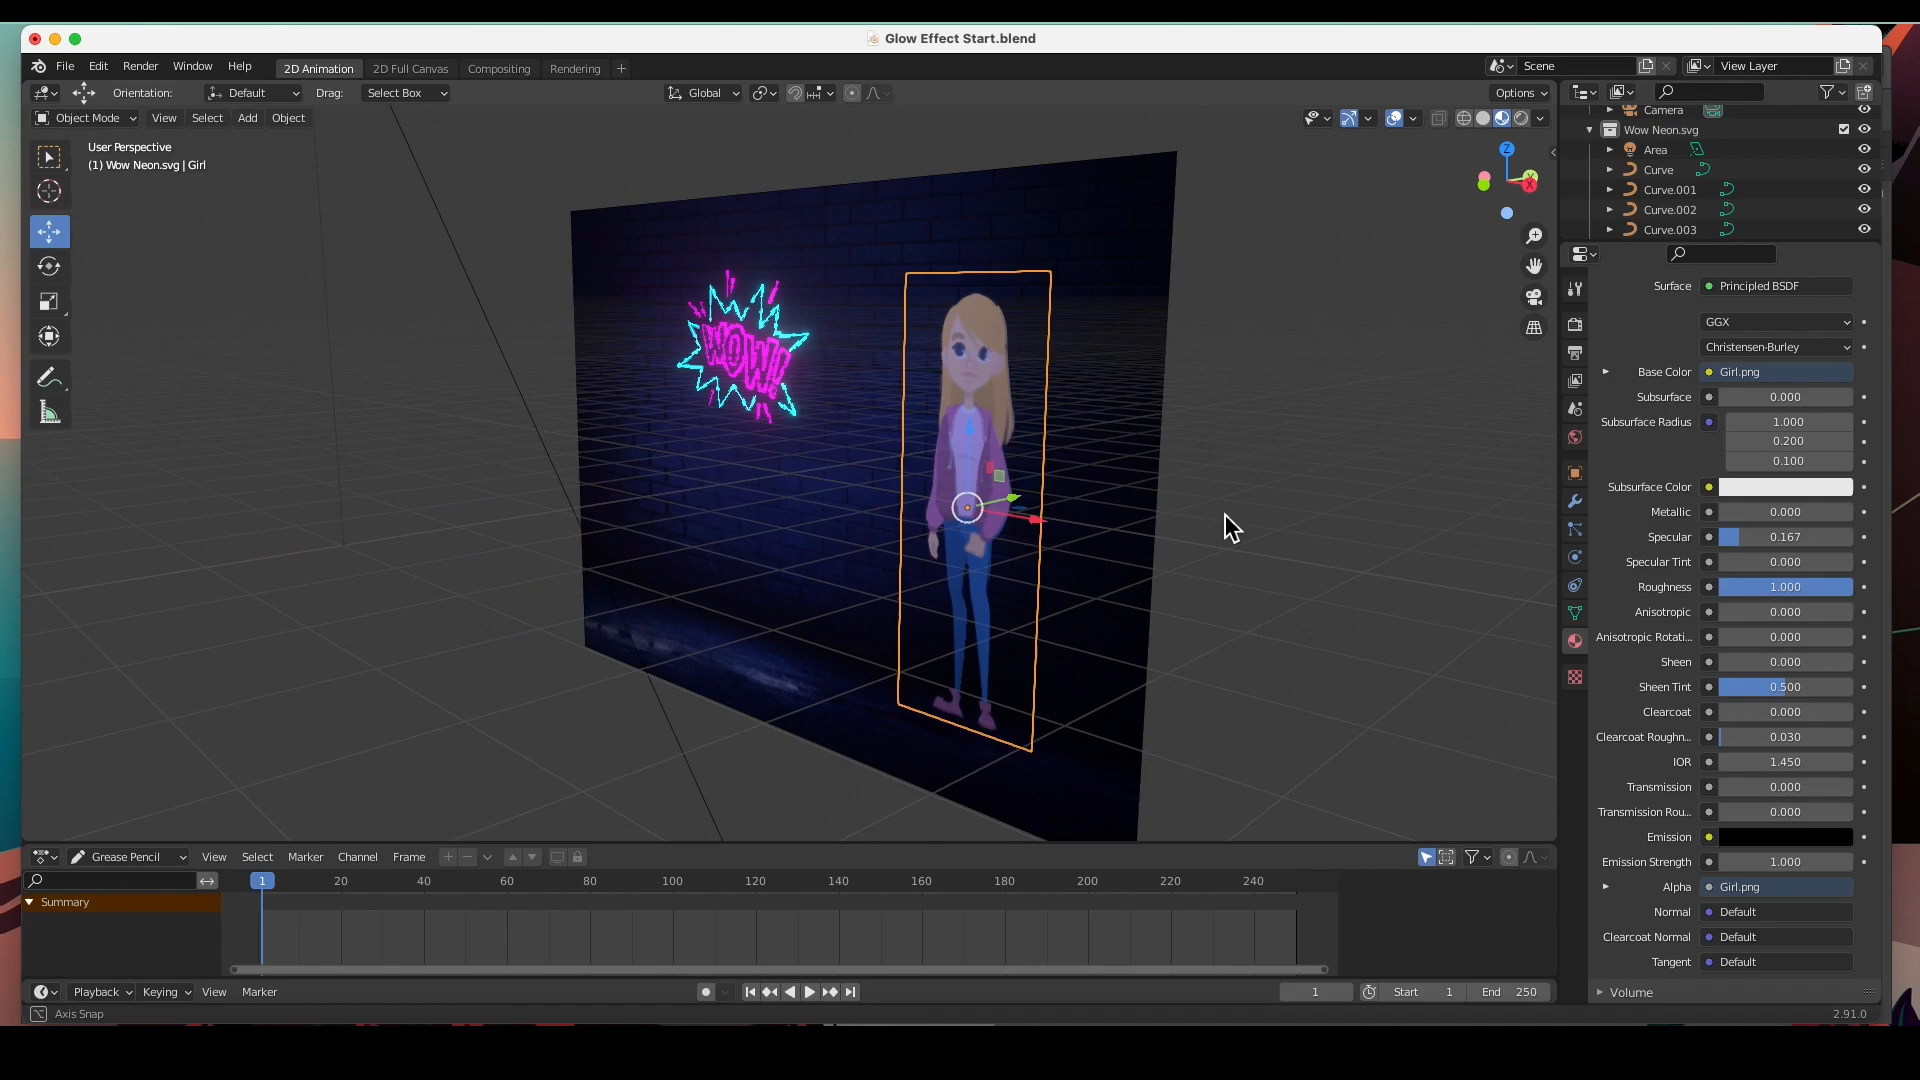 Glow Effect Start.blend
File Edit Render Window Help 2D Animation 2D Full Canvas Compositing Rendering + Scene View Layer
Orientation: Default Drag: Select Box Global Options
Object Mode View Select Add Object
User Perspective
(1) Wow Neon.svg | Girl
Z
Y
X
WOW!
Camera
Wow Neon.svg
Area
Curve
Curve.001
Curve.002
Curve.003
Surface Principled BSDF
GGX
Christensen-Burley
Base Color Girl.png
Subsurface 0.000
Subsurface Radius 1.000
0.200
0.100
Subsurface Color
Metallic 0.000
Specular 0.167
Specular Tint 0.000
Roughness 1.000
Anisotropic 0.000
Anisotropic Rotati... 0.000
Sheen 0.000
Sheen Tint 0.500
Clearcoat 0.000
Clearcoat Roughn... 0.030
IOR 1.450
Transmission 0.000
Transmission Rou... 0.000
Emission
Emission Strength 1.000
Alpha Girl.png
Normal Default
Clearcoat Normal Default
Tangent Default
Volume
Grease Pencil View Select Marker Channel Frame
1 20 40 60 80 100 120 140 160 180 200 220 240
Summary
Playback Keying View Marker 1 Start 1 End 250
Axis Snap 2.91.0